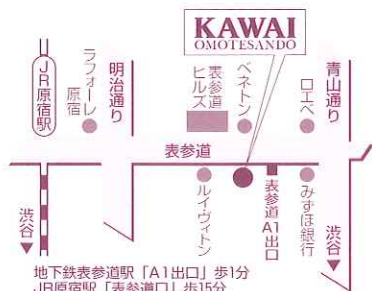 KAWAI
OMOTESANDO
JR原宿駅
ラフォーレ
原宿
明治通り
表参道
ヒルズ
ベネトン
ロエベ
青山通り
表参道
ルイ・ヴィトン
表参道A1出口
みずほ銀行
渋谷
渋谷
地下鉄表参道駅「A1出口」歩1分
JR原宿駅「表参道口」歩15分